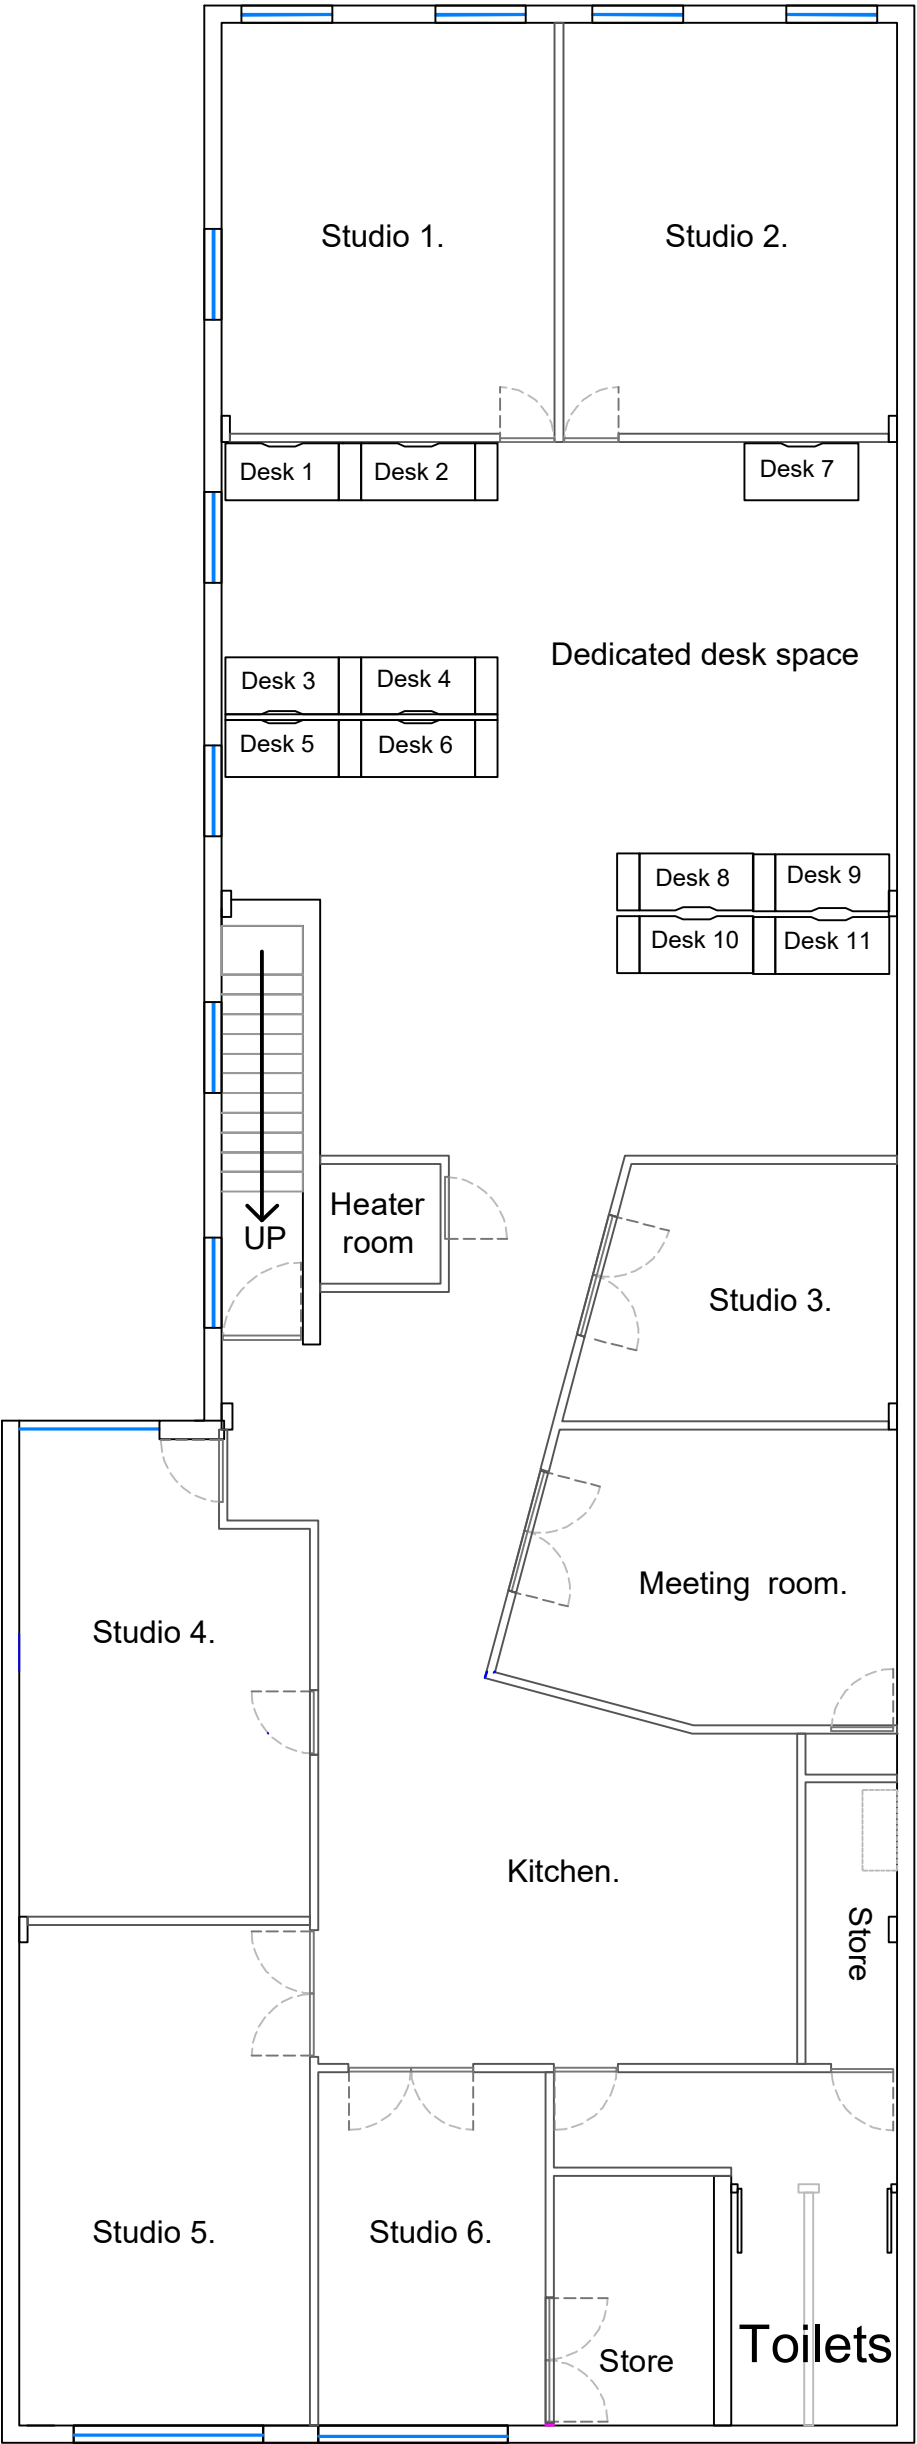 Studio 1.
Studio 2.
Desk 1
Desk 2
Desk 7
Dedicated desk space
Desk 3
Desk 4
Desk 5
Desk 6
Desk 8
Desk 9
Desk 10
Desk 11
Heater
room
UP
Studio 3.
Meeting room.
Studio 4.
Kitchen.
Store
Studio 5.
Studio 6.
Toilets
Store